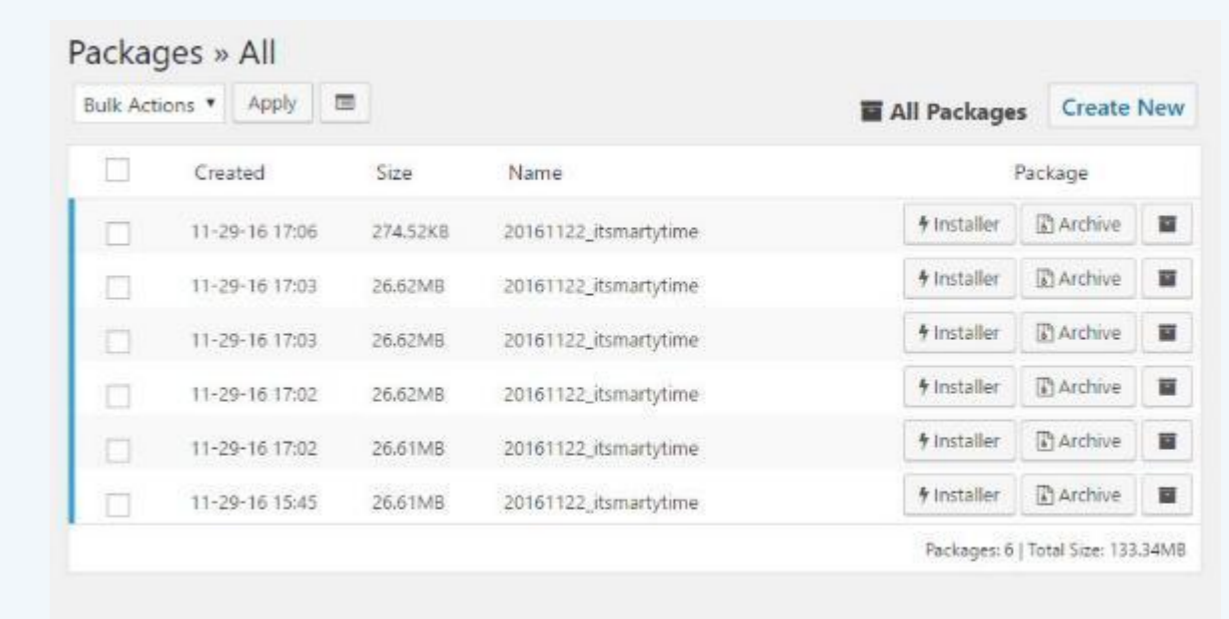 Packages » All
Bulk Actions Apply
All Packages Create New
Created Size Name Package
11-29-16 17:06 274.52KB 20161122_itsmartytime Installer Archive
11-29-16 17:03 26.62MB 20161122_itsmartytime Installer Archive
11-29-16 17:03 26.62MB 20161122_itsmartytime Installer Archive
11-29-16 17:02 26.62MB 20161122_itsmartytime Installer Archive
11-29-16 17:02 26.61MB 20161122_itsmartytime Installer Archive
11-29-16 15:45 26.61MB 20161122_itsmartytime Installer Archive
Packages: 6 | Total Size: 133.34MB